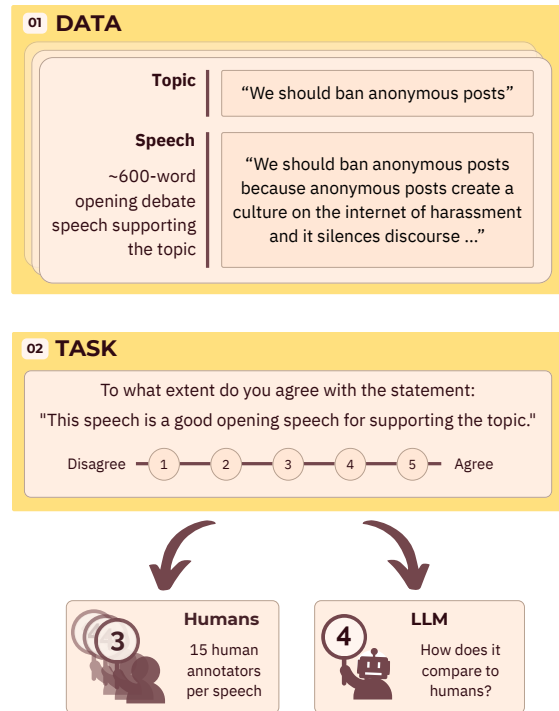 01 DATA
Topic
“We should ban anonymous posts”
Speech
~600-word
opening debate
speech supporting
the topic
“We should ban anonymous posts
because anonymous posts create a
culture on the internet of harassment
and it silences discourse ...”
02 TASK
To what extent do you agree with the statement:
"This speech is a good opening speech for supporting the topic."
Disagree 1 2 3 4 5 Agree
3
Humans
15 human
annotators
per speech
4
LLM
How does it
compare to
humans?